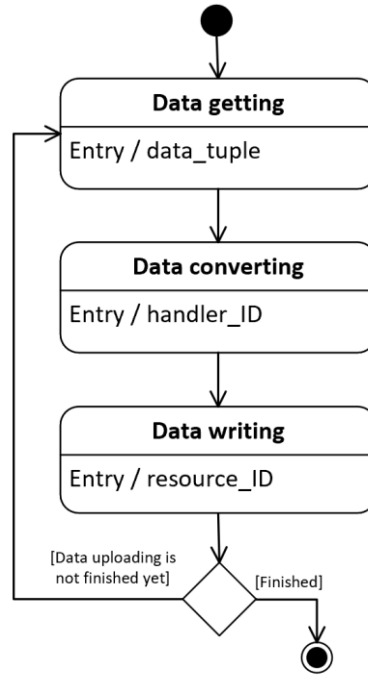 Data getting
Entry / data_tuple
Data converting
Entry / handler_ID
Data writing
Entry / resource_ID
[Data uploading is
not finished yet]
[Finished]